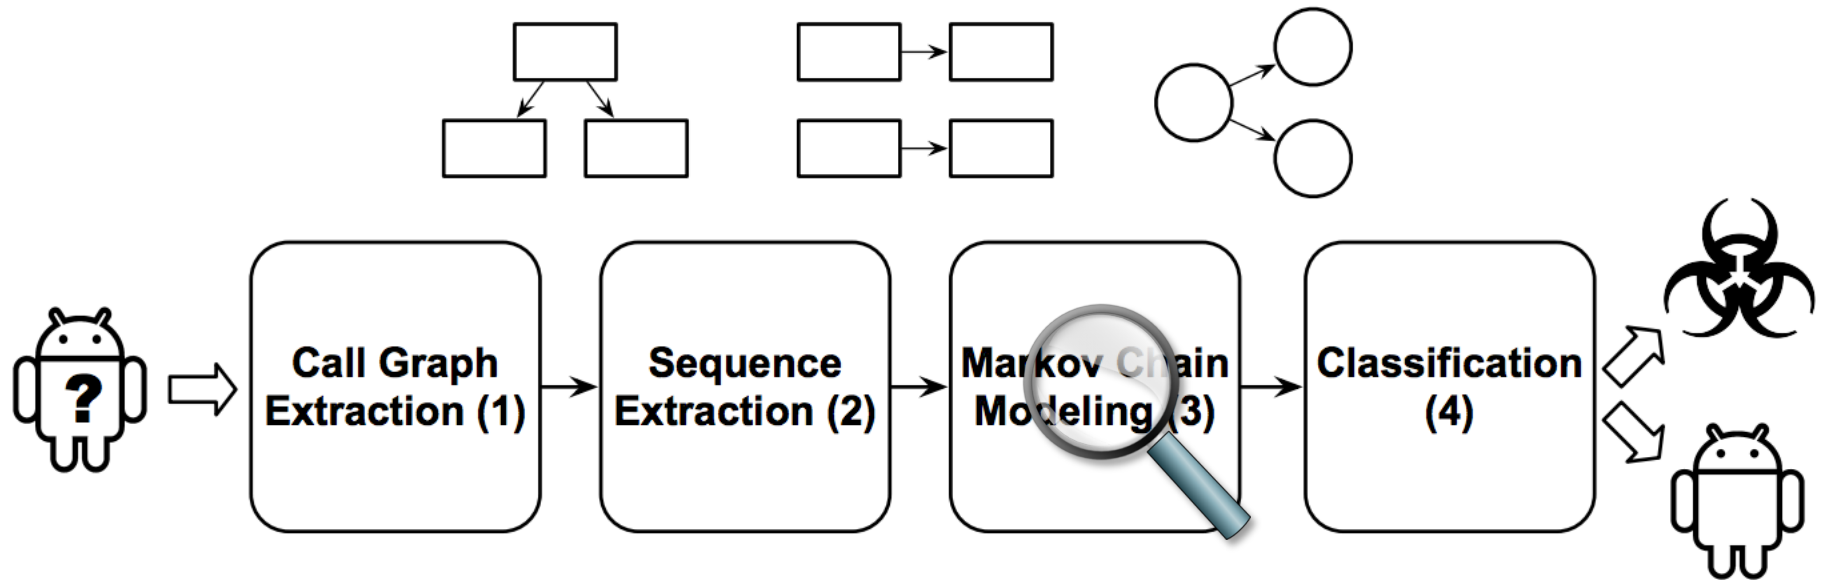 ?
Call Graph
Extraction (1)
Sequence
Extraction (2)
Markov Chain
Modeling (3)
Classification
(4)